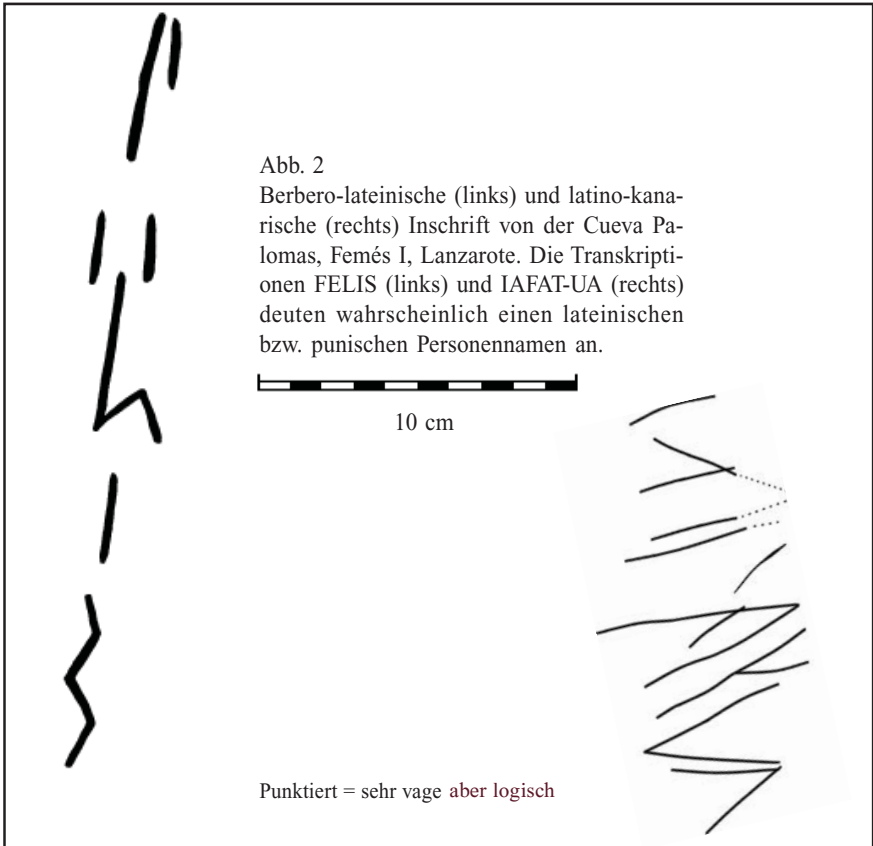 Abb. 2
Berbero-lateinische (links) und latino-kana-
rische (rechts) Inschrift von der Cueva Pa-
lomas, Femés I, Lanzarote. Die Transkripti-
onen FELIS (links) und IAFAT-UA (rechts)
deuten wahrscheinlich einen lateinischen
bzw. punischen Personennamen an.
10 cm
Punktiert = sehr vage aber logisch